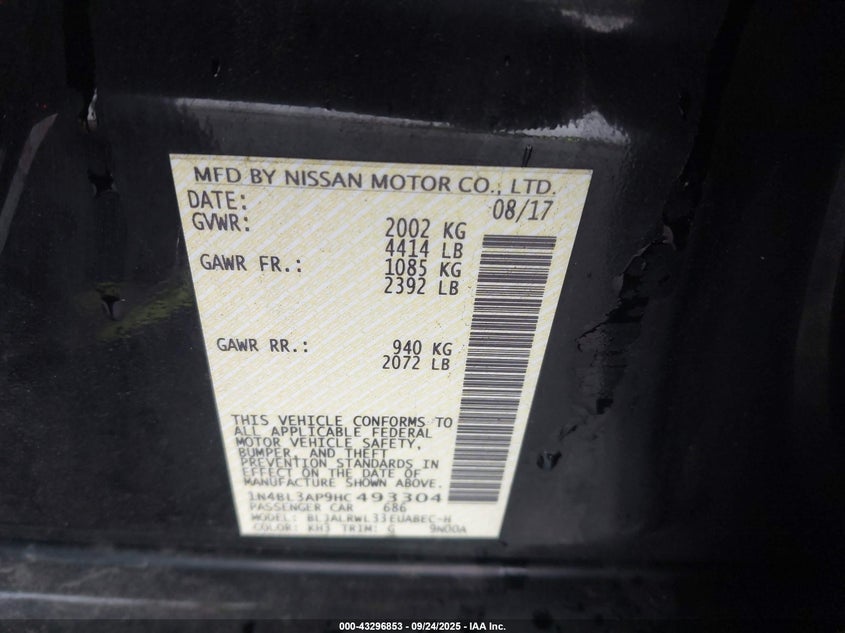 MFD BY NISSAN MOTOR CO., LTD.
DATE: 08/17
GVWR: 2002 KG
4414 LB
GAWR FR.: 1085 KG
2392 LB
GAWR RR.: 940 KG
2072 LB
THIS VEHICLE CONFORMS TO
ALL APPLICABLE FEDERAL
MOTOR VEHICLE SAFETY,
BUMPER, AND THEFT
PREVENTION STANDARDS IN
EFFECT ON THE DATE OF
MANUFACTURE SHOWN ABOVE.
1N4BL3AP9HC493304
PASSENGER CAR 686
MODEL: BL3ALRWL33EUABEC-H
COLOR: KH3 TRIM: G 9N00A
000-43296853 - 09/24/2025 - IAA Inc.